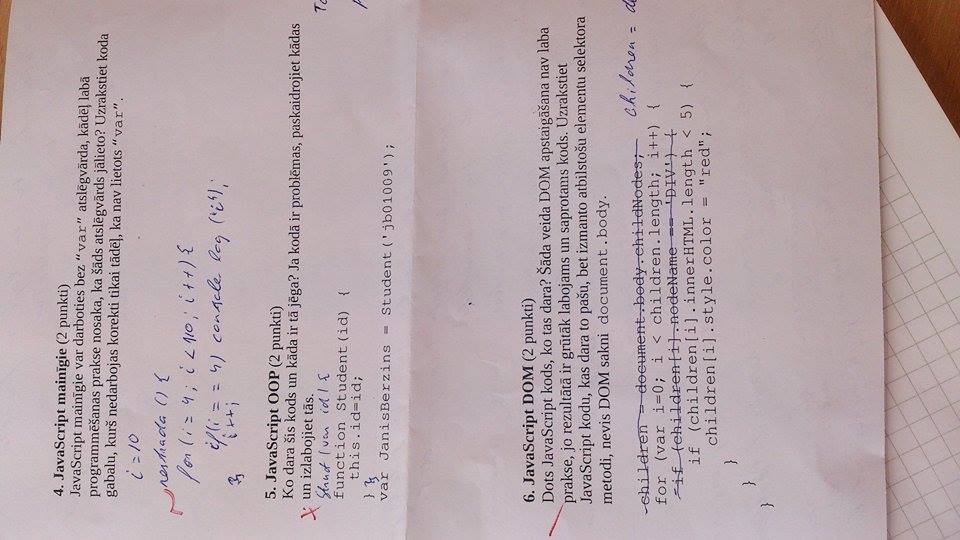 4. JavaScript mainīgie (2 punkti)
JavaScript mainīgie var darboties bez “var” atslēgvārda, kādēļ labā
programmēšanas prakse nosaka, ka šāds atslēgvārds jālieto? Uzrakstiet koda
gabalu, kurš nedarbojas korekti tikai tādēļ, ka nav lietots “var”.
i = 10
() {
for (i = 4; i < 10; i++) {
if (i == 4) console log ('i');
i++;
}
5. JavaScript OOP (2 punkti)
Ko dara šis kods un kāda ir tā jēga? Ja kodā ir problēmas, paskaidrojiet kādas
un izlabojiet tās.
(var id) {
function Student(id) {
this.id=id;
}
}
var JanisBerzins = Student('jb01009');
6. JavaScript DOM (2 punkti)
Dots JavaScript kods, ko tas dara? Šāda veida DOM apstaigāšana nav laba
prakse, jo rezultātā ir grūtāk labojams un saprotams kods. Uzrakstiet
JavaScript kodu, kas dara to pašu, bet izmanto atbilstošu elementu selektora
metodi, nevis DOM sakni document.body.
children = document.body.childNodes; children =
for (var i=0; i < children.length; i++) {
if (children[i].nodeName == 'DIV') {
if (children[i].innerHTML.length < 5) {
children[i].style.color = "red";
}
}
}